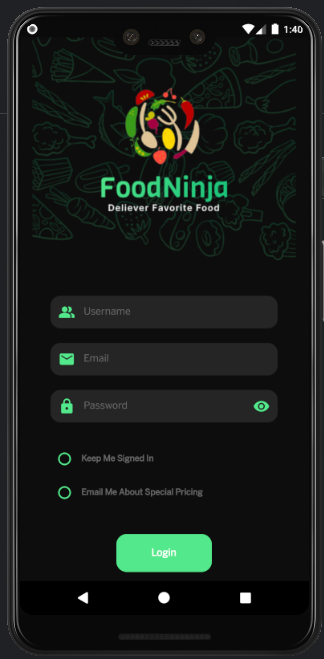 1:40
FoodNinja
Deliever Favorite Food
Username
Email
Password
Keep Me Signed In
Email Me About Special Pricing
Login